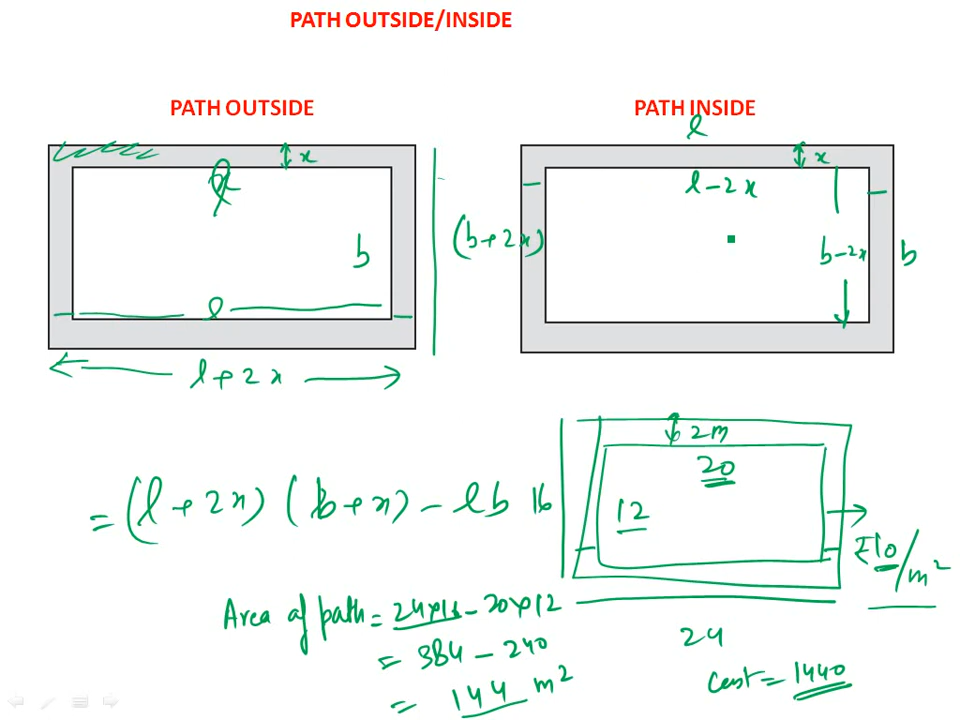 PATH OUTSIDE/INSIDE
PATH OUTSIDE
x
b
l
l+2x
(b+2x)
PATH INSIDE
l
x
l-2x
b-2x
b
= (l+2x) (b+x) - lb
2m
20
12
16
₹10/m²
24
Area of path = 24×16 - 20×12
= 384 - 240
= 144 m²
Cost = 1440